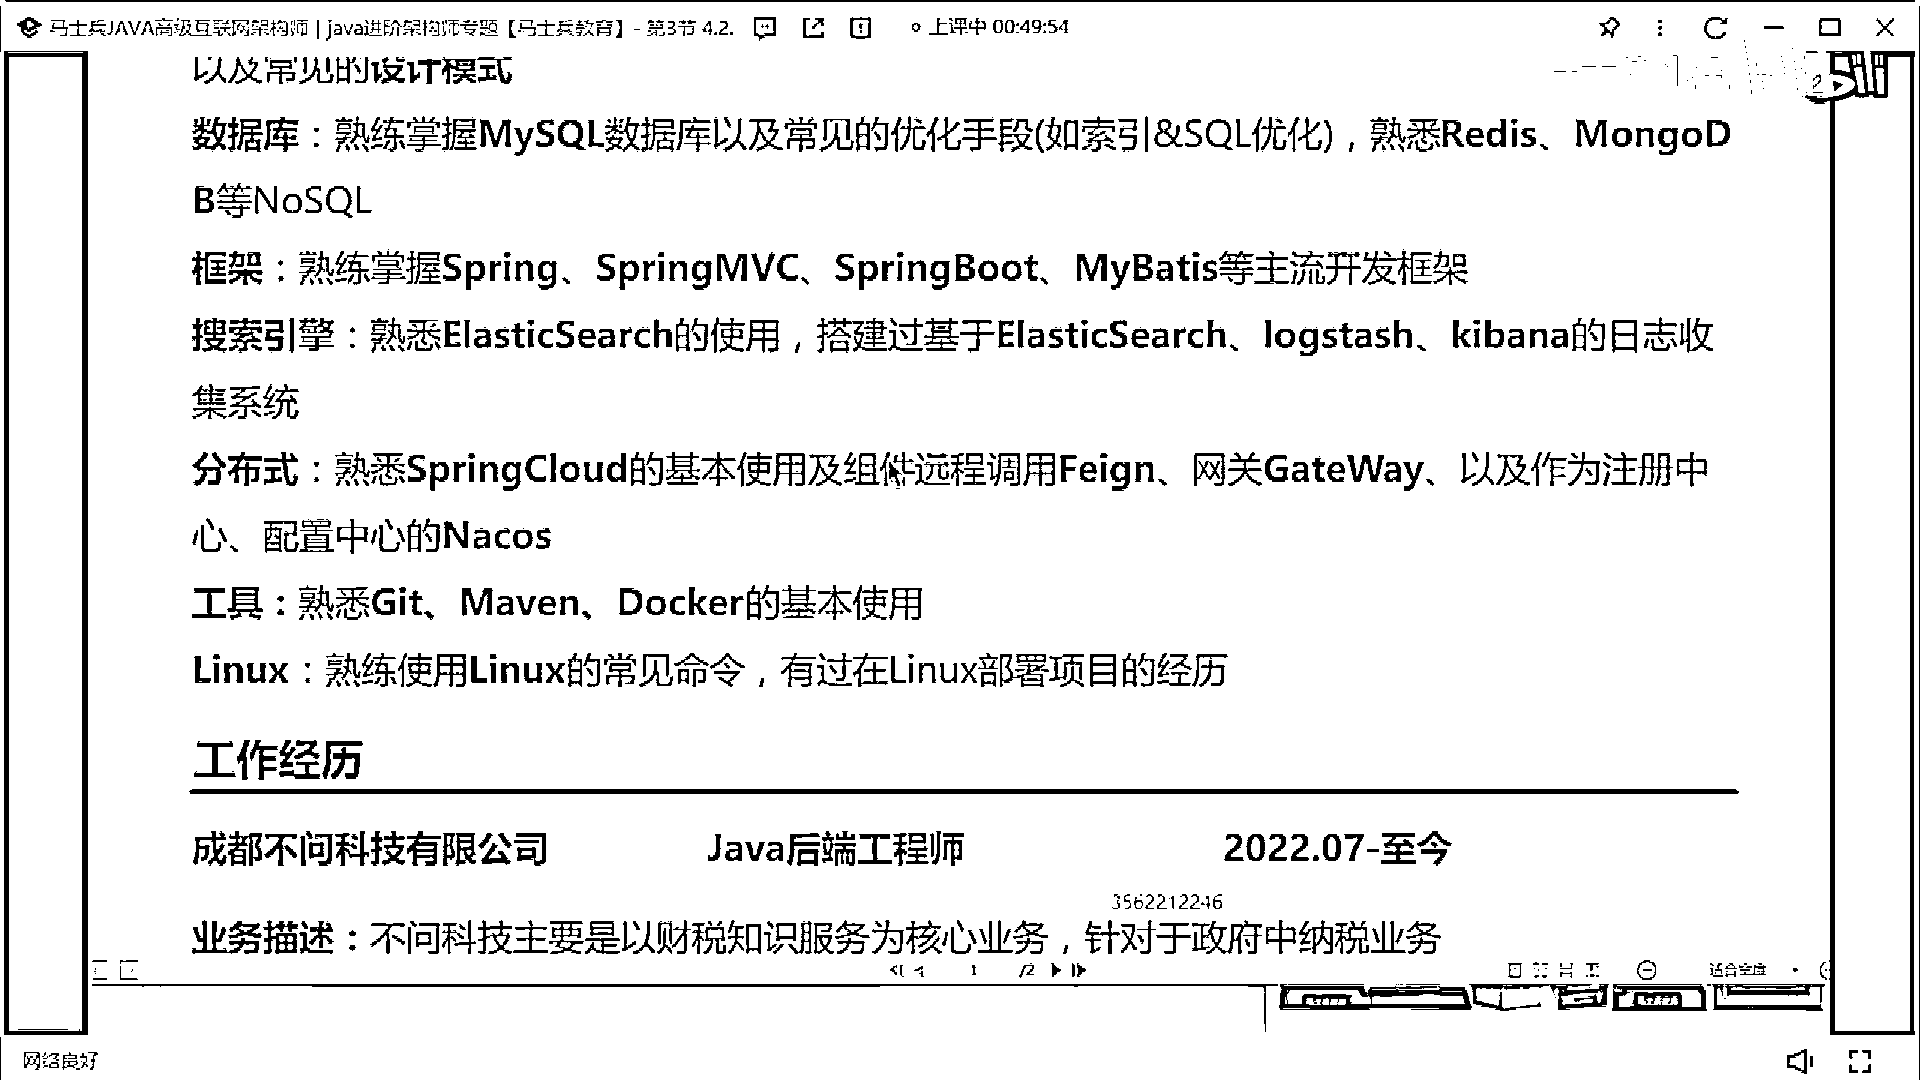 马士兵JAVA高级互联网架构师 | java进阶架构师专题【马士兵教育】- 第3节 4.2. 上课中 00:49:54
以及常见的设计模式
数据库：熟练掌握MySQL数据库以及常见的优化手段(如索引&SQL优化)，熟悉Redis、MongoD
B等NoSQL
框架：熟练掌握Spring、SpringMVC、SpringBoot、MyBatis等主流开发框架
搜索引擎：熟悉ElasticSearch的使用，搭建过基于ElasticSearch、logstash、kibana的日志收
集系统
分布式：熟悉SpringCloud的基本使用及组件远程调用Feign、网关GateWay、以及作为注册中
心、配置中心的Nacos
工具：熟悉Git、Maven、Docker的基本使用
Linux：熟练使用Linux的常见命令，有过在Linux部署项目的经历
工作经历
成都不问科技有限公司 Java后端工程师 2022.07-至今
3562212246
业务描述：不问科技主要是以财税知识服务为核心业务，针对于政府中纳税业务
1 /2 适合宽度
网络良好